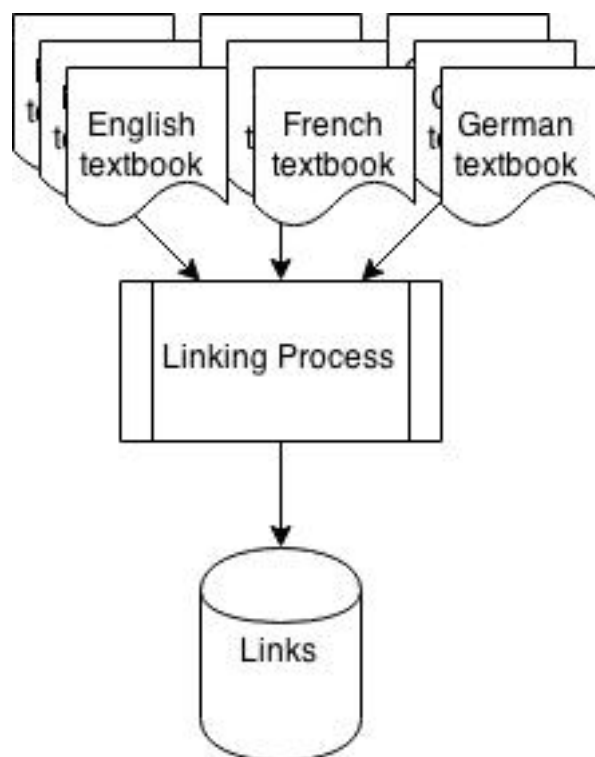 English
textbook
French
textbook
German
textbook
Linking Process
Links